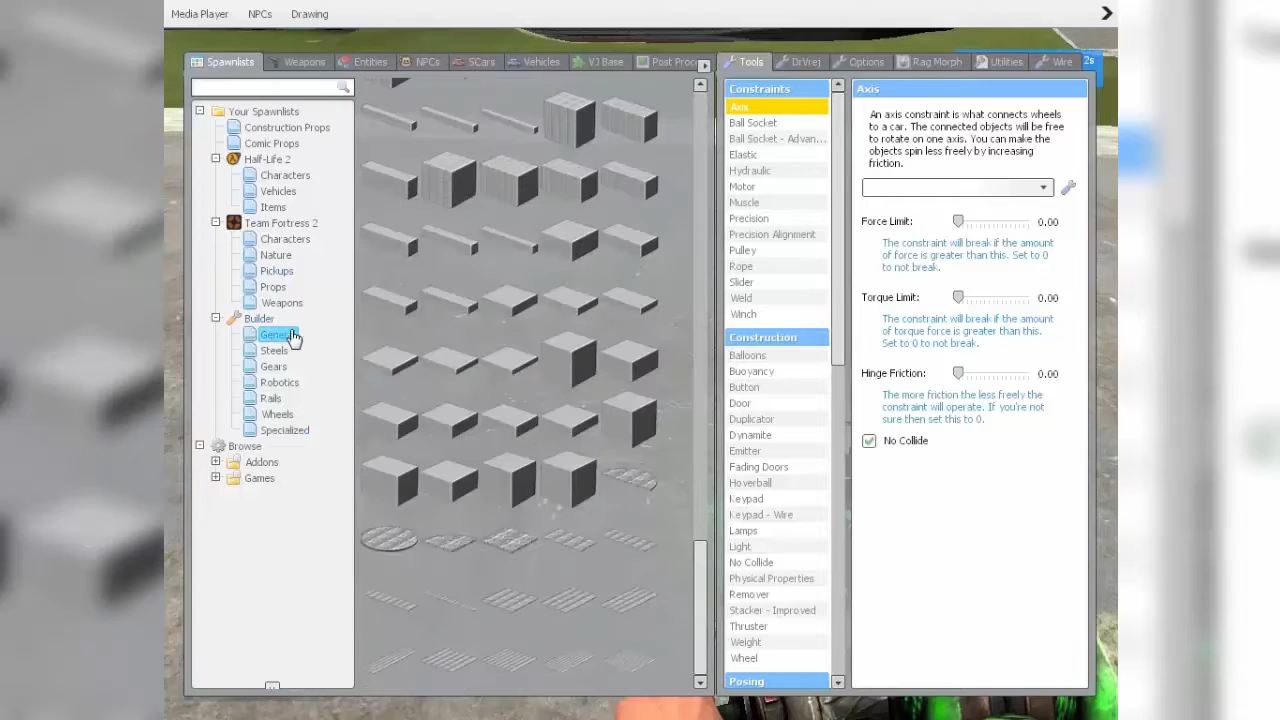 Media Player NPCs Drawing
Spawnlists Weapons Entities NPCs SCars Vehicles VJ Base Post Proc
Tools DrVrej Options Rag Morph Utilities Wire 2s
Your Spawnlists
Construction Props
Comic Props
Half-Life 2
Characters
Vehicles
Items
Team Fortress 2
Characters
Nature
Pickups
Props
Weapons
Builder
Steels
Gears
Robotics
Rails
Wheels
Specialized
Browse
Addons
Games
Constraints
Axis
Ball Socket
Ball Socket - Advan...
Elastic
Hydraulic
Motor
Muscle
Precision
Precision Alignment
Pulley
Rope
Slider
Weld
Winch
Construction
Balloons
Buoyancy
Button
Door
Duplicator
Dynamite
Emitter
Fading Doors
Hoverball
Keypad
Keypad - Wire
Lamps
Light
No Collide
Physical Properties
Remover
Stacker - Improved
Thruster
Weight
Wheel
Posing
Axis
An axis constraint is what connects wheels
to a car. The connected objects will be free
to rotate on one axis. You can make the
objects spin less freely by increasing
friction.
Force Limit: 0.00
The constraint will break if the amount
of force is greater than this. Set to 0
to not break.
Torque Limit: 0.00
The constraint will break if the amount
of torque force is greater than this.
Set to 0 to not break.
Hinge Friction: 0.00
The more friction the less freely the
constraint will operate. If you're not
sure then set this to 0.
No Collide